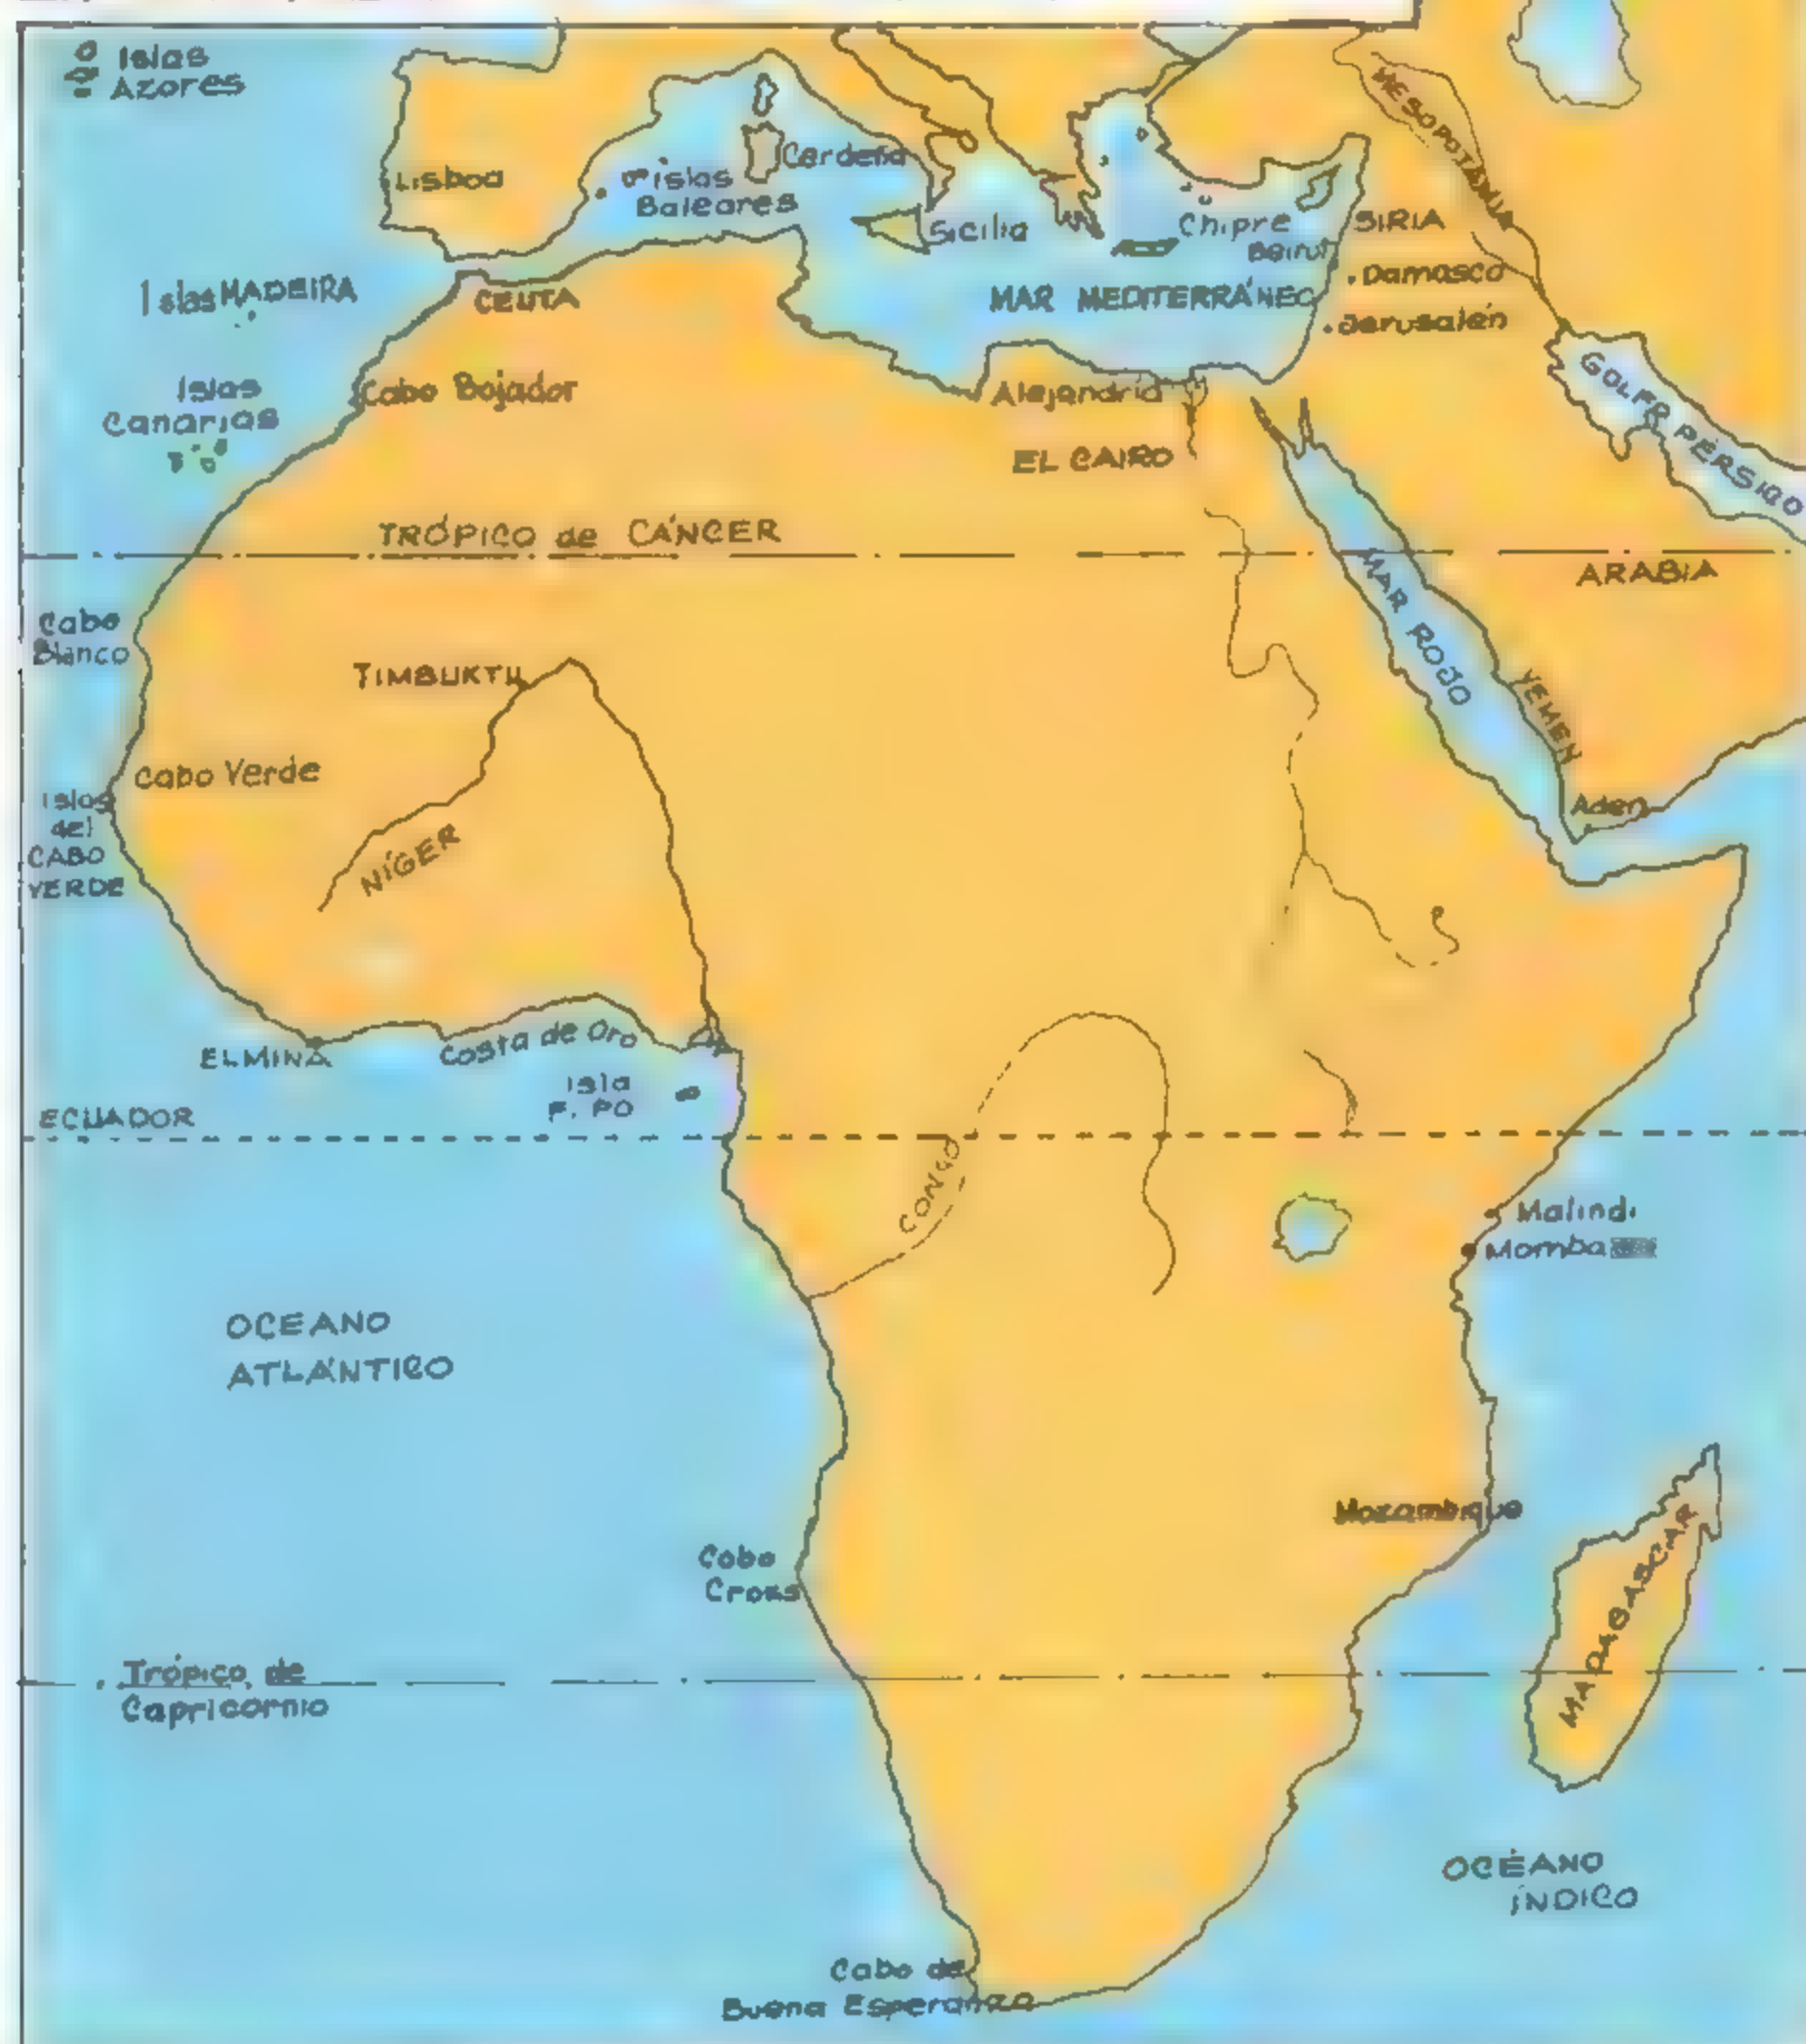 Islas
Azores
Lisboa
islas
Baleares
Cerdeña
Sicilia
Chipre
Beirut
SIRIA
MESOPOTAMIA
Damasco
Jerusalén
MAR MEDITERRÁNEO
Islas MADEIRA
CEUTA
Islas
Canarias
Cabo Bojador
Alejandria
EL CAIRO
GOLFO PÉRSICO
TRÓPICO de CÁNCER
ARABIA
MAR ROJO
YEMEN
Aden
Cabo
Blanco
TIMBUKTU
Cabo Verde
Islas
del
CABO
VERDE
NÍGER
ELMINA
Costa de Oro
Isla
F. PO
ECUADOR
CONGO
Malindi
Momba
OCEANO
ATLÁNTICO
Mozambique
MADAGASCAR
Cobo
Cross
Trópico de
Capricornio
OCÉANO
ÍNDICO
Cabo de
Buena Esperanza